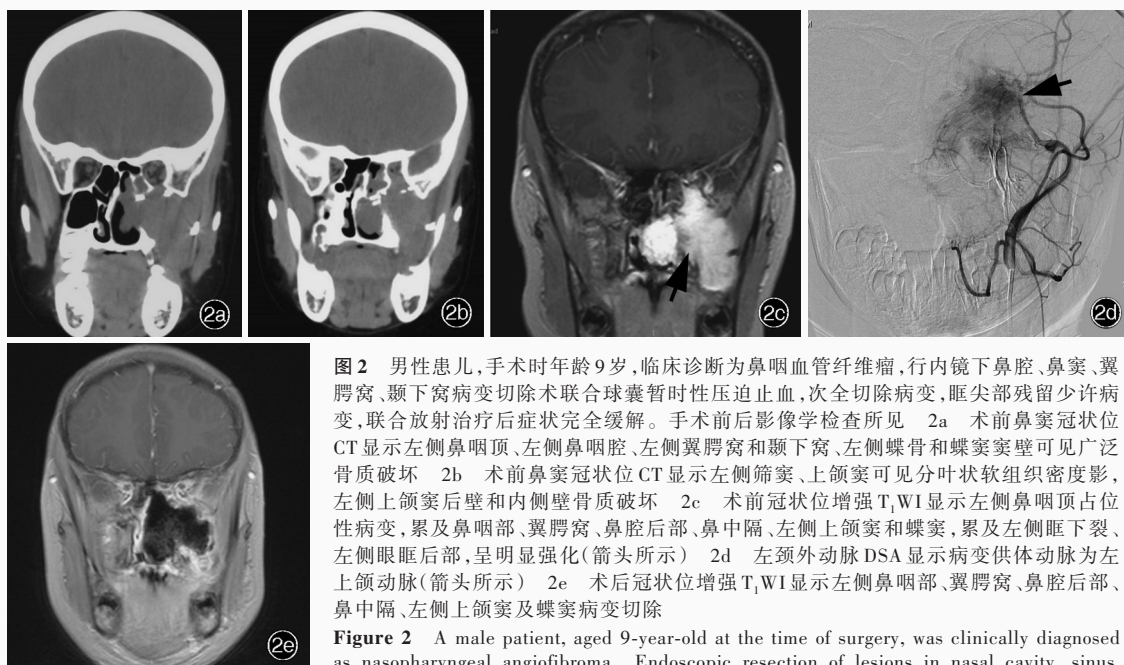 2a
2b
2c
2d
2e
图2 男性患儿,手术时年龄9岁,临床诊断为鼻咽血管纤维瘤,行内镜下鼻腔、鼻窦、翼
腭窝、颞下窝病变切除术联合球囊暂时性压迫止血,次全切除病变,眶尖部残留少许病
变,联合放射治疗后症状完全缓解。手术前后影像学检查所见 2a 术前鼻窦冠状位
CT显示左侧鼻咽顶、左侧鼻咽腔、左侧翼腭窝和颞下窝、左侧蝶骨和蝶窦窦壁可见广泛
骨质破坏 2b 术前鼻窦冠状位CT显示左侧筛窦、上颌窦可见分叶状软组织密度影,
左侧上颌窦后壁和内侧壁骨质破坏 2c 术前冠状位增强T₁WI显示左侧鼻咽顶占位
性病变,累及鼻咽部、翼腭窝、鼻腔后部、鼻中隔、左侧上颌窦和蝶窦,累及左侧眶下裂、
左侧眼眶后部,呈明显强化(箭头所示) 2d 左颈外动脉DSA显示病变供体动脉为左
上颌动脉(箭头所示) 2e 术后冠状位增强T₁WI显示左侧鼻咽部、翼腭窝、鼻腔后部、
鼻中隔、左侧上颌窦及蝶窦病变切除
Figure 2 A male patient, aged 9-year-old at the time of surgery, was clinically diagnosed
as nasopharyngeal angiofibroma. Endoscopic resection of lesions in nasal cavity, sinus,